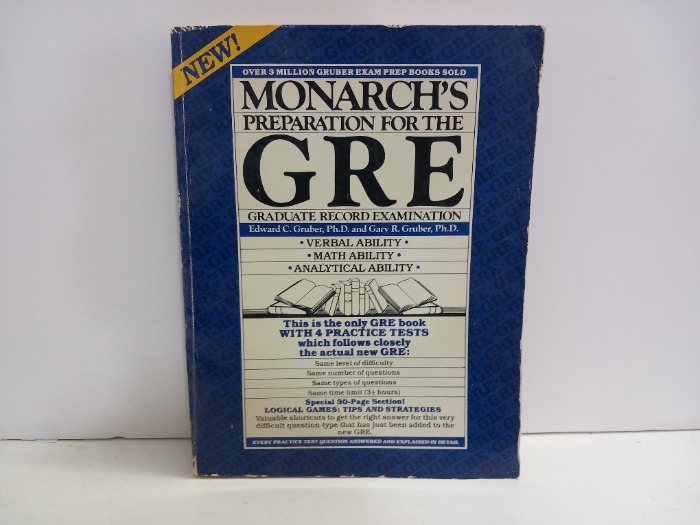 NEW!
OVER 3 MILLION GRUBER EXAM PREP BOOKS SOLD
MONARCH'S
PREPARATION FOR THE
GRE
GRADUATE RECORD EXAMINATION
Edward C. Gruber, Ph.D. and Gary R. Gruber, Ph.D.
• VERBAL ABILITY •
• MATH ABILITY •
• ANALYTICAL ABILITY •
This is the only GRE book
WITH 4 PRACTICE TESTS
which follows closely
the actual new GRE:
Same level of difficulty
Same number of questions
Same types of questions
Same time limit (3½ hours)
Special 30-Page Section!
LOGICAL GAMES: TIPS AND STRATEGIES
Valuable shortcuts to get the right answer for this very
difficult question-type that has just been added to the
new GRE.
EVERY PRACTICE TEST QUESTION ANSWERED AND EXPLAINED IN DETAIL